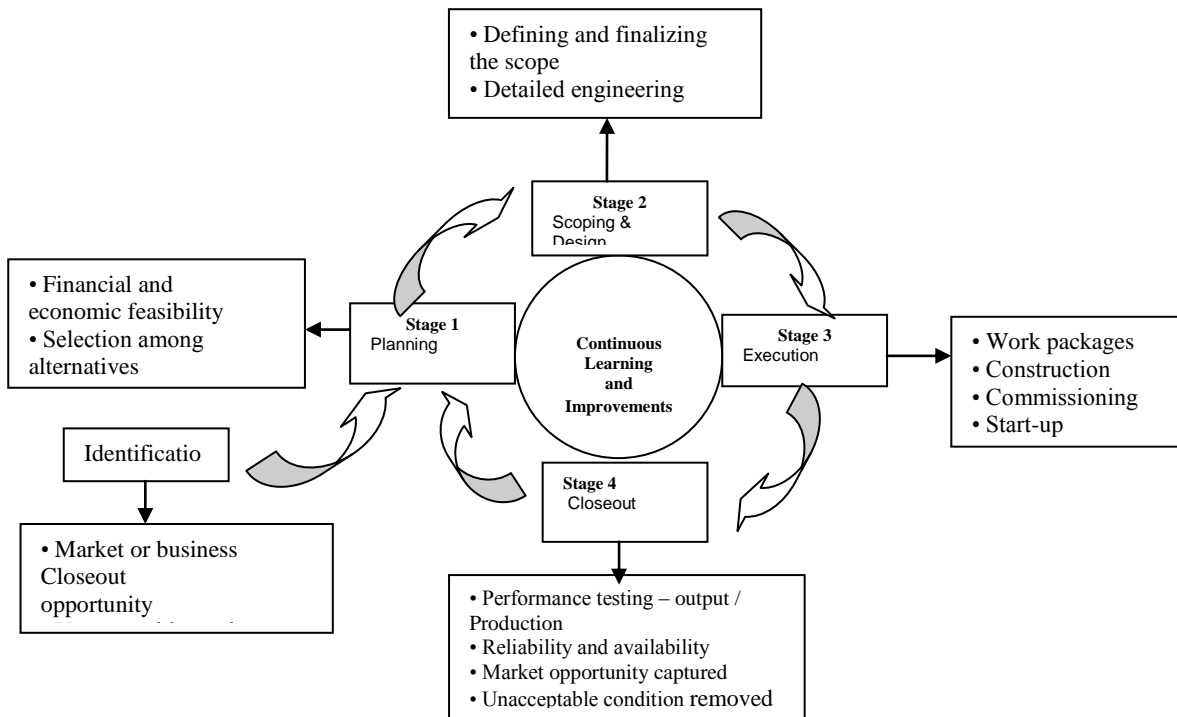 • Defining and finalizing
the scope
• Detailed engineering
Stage 2
Scoping &
Design
• Financial and
economic feasibility
• Selection among
alternatives
Stage 1
Planning
Continuous
Learning
and
Improvements
Stage 3
Execution
• Work packages
• Construction
• Commissioning
• Start-up
Identificatio
Stage 4
Closeout
• Market or business
Closeout
opportunity
• Performance testing – output /
Production
• Reliability and availability
• Market opportunity captured
• Unacceptable condition removed